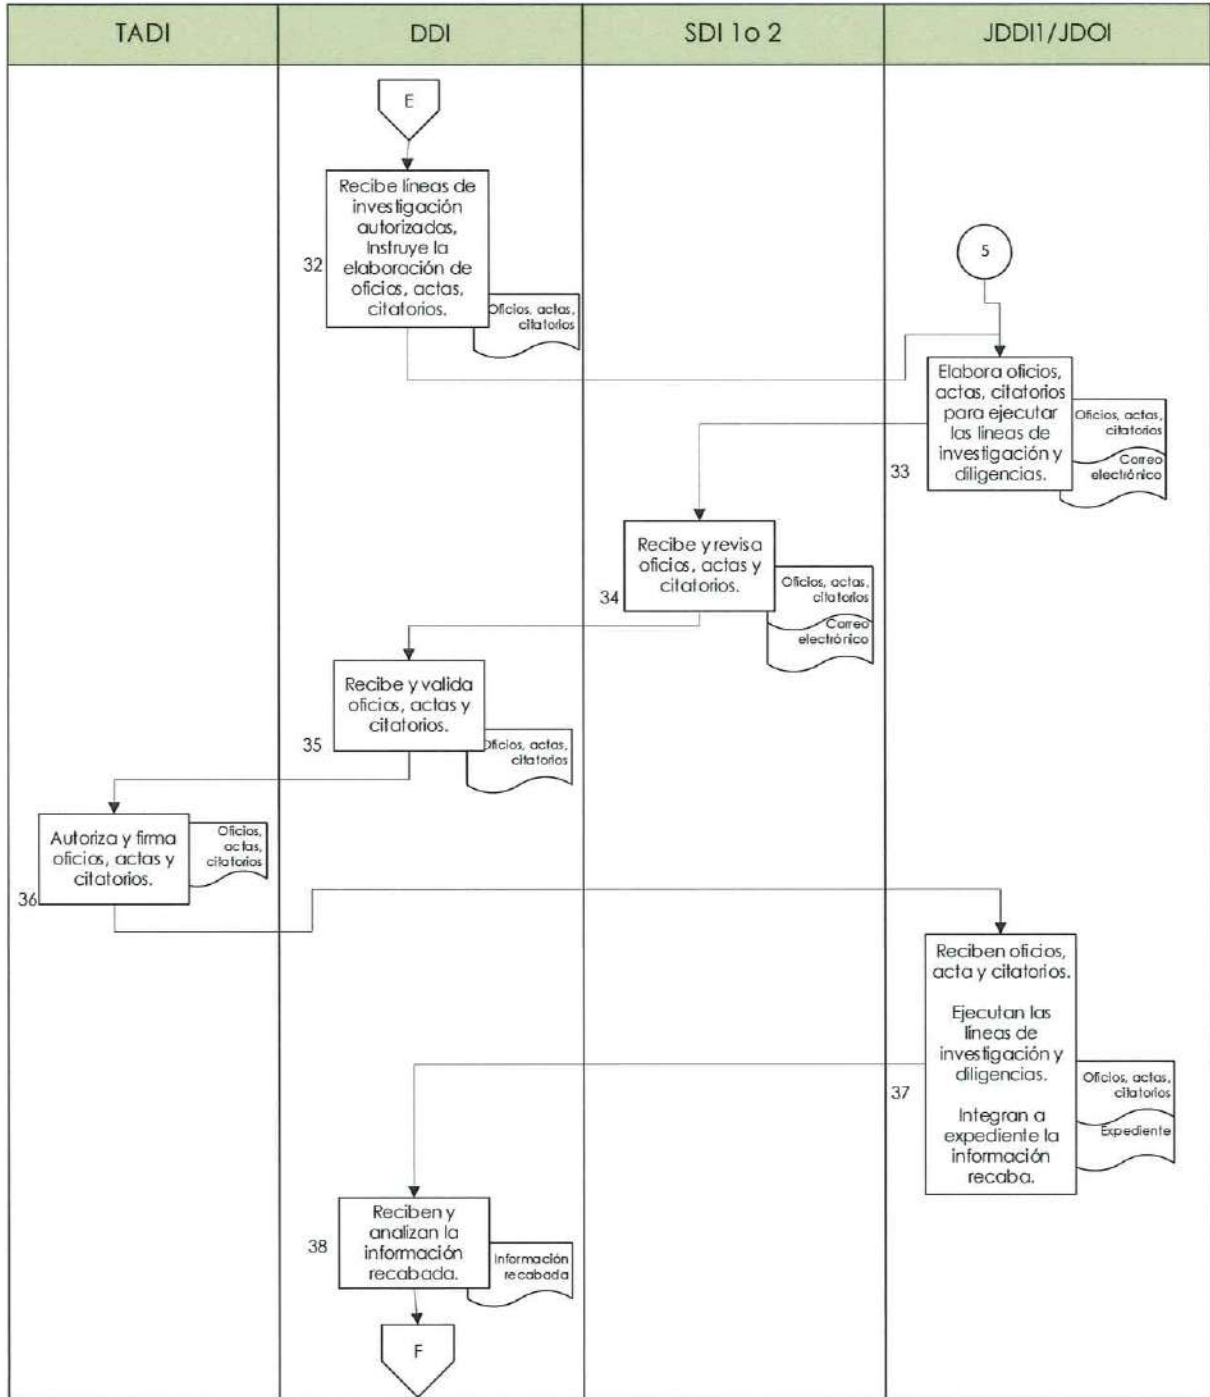 TADI
DDI
SDI 1o 2
JDDI1/JDOI
E
Recibe líneas de
investigación
autorizadas,
Instruye la
elaboración de
oficios, actas,
citatorios.
32
Oficios, actas,
citatorios
5
Elabora oficios,
actas, citatorios
para ejecutar
las líneas de
investigación y
diligencias.
33
Oficios, actas,
citatorios
Correo
electrónico
Recibe y revisa
oficios, actas y
citatorios.
34
Oficios, actas,
citatorios
Correo
electrónico
Recibe y valida
oficios, actas y
citatorios.
35
Oficios, actas,
citatorios
Autoriza y firma
oficios, actas y
citatorios.
36
Oficios,
actas,
citatorios
Reciben oficios,
acta y citatorios.
Ejecutan las
líneas de
investigación y
diligencias.
Integran a
expediente la
información
recaba.
37
Oficios, actas,
citatorios
Expediente
Reciben y
analizan la
información
recabada.
38
Información
recabada
F